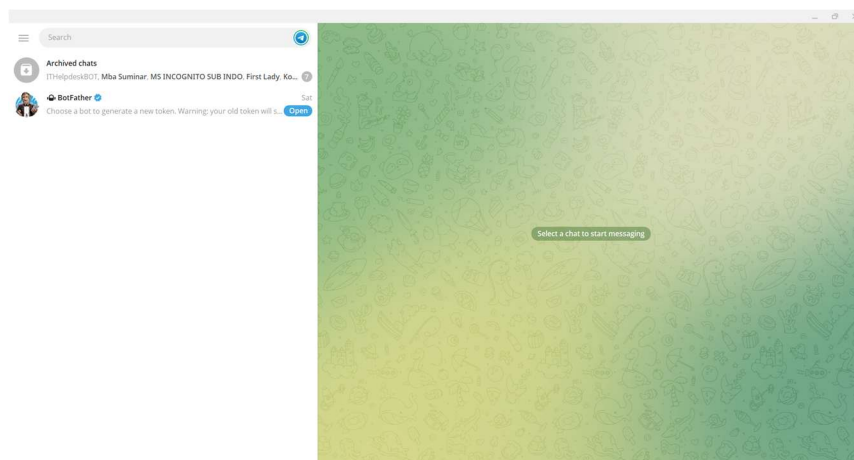 Search
Archived chats
ITHelpdeskBOT, Mba Suminar, MS INCOGNITO SUB INDO, First Lady, Ko... 7
BotFather Sat
Choose a bot to generate a new token. Warning: your old token will s... Open
Select a chat to start messaging